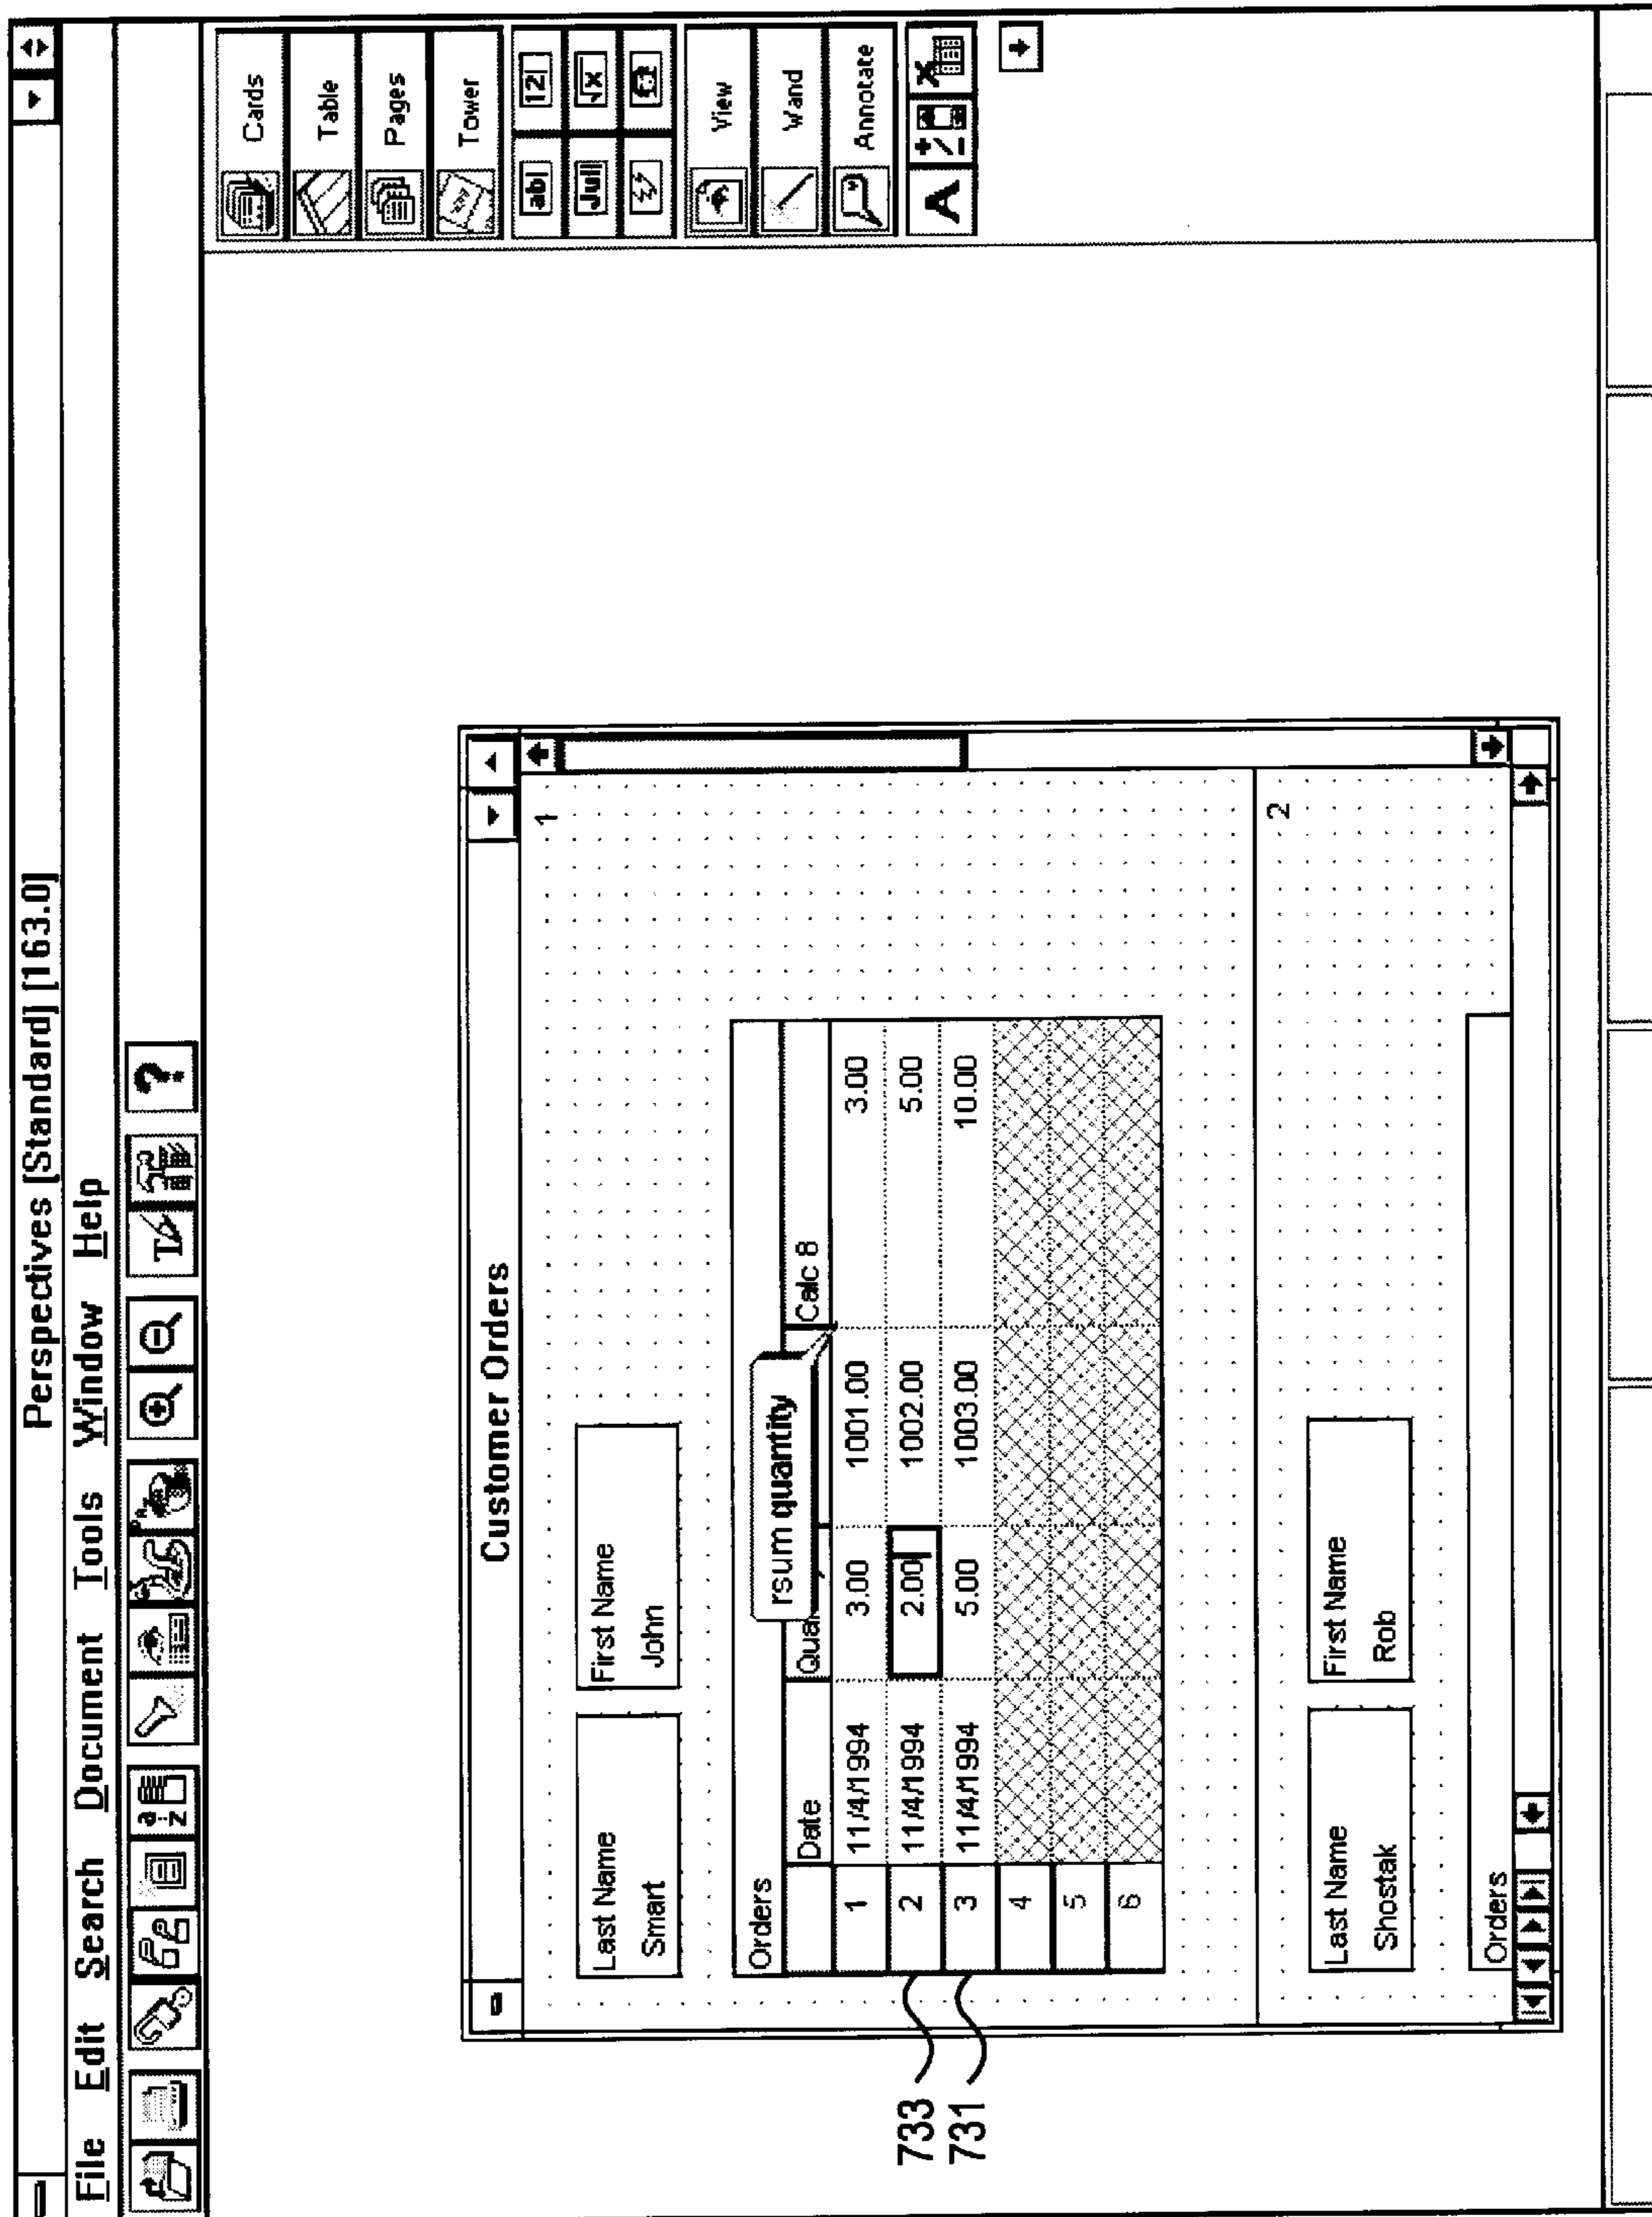 Perspectives [Standard] [163.0]
File Edit Search Document Tools Window Help
a
z
T
?
Customer Orders
1
Last Name
Smart
First Name
John
Orders
Date Qua Calc 8
rsum quantity
1 11/4/1994 3.00 1001.00 3.00
2 11/4/1994 2.00 1002.00 5.00
3 11/4/1994 5.00 1003.00 10.00
4
5
6
2
Last Name
Shostak
First Name
Rob
Orders
733
731
Cards
Table
Pages
Tower
ab 12
Jul √x
View
Wand
Annotate
A